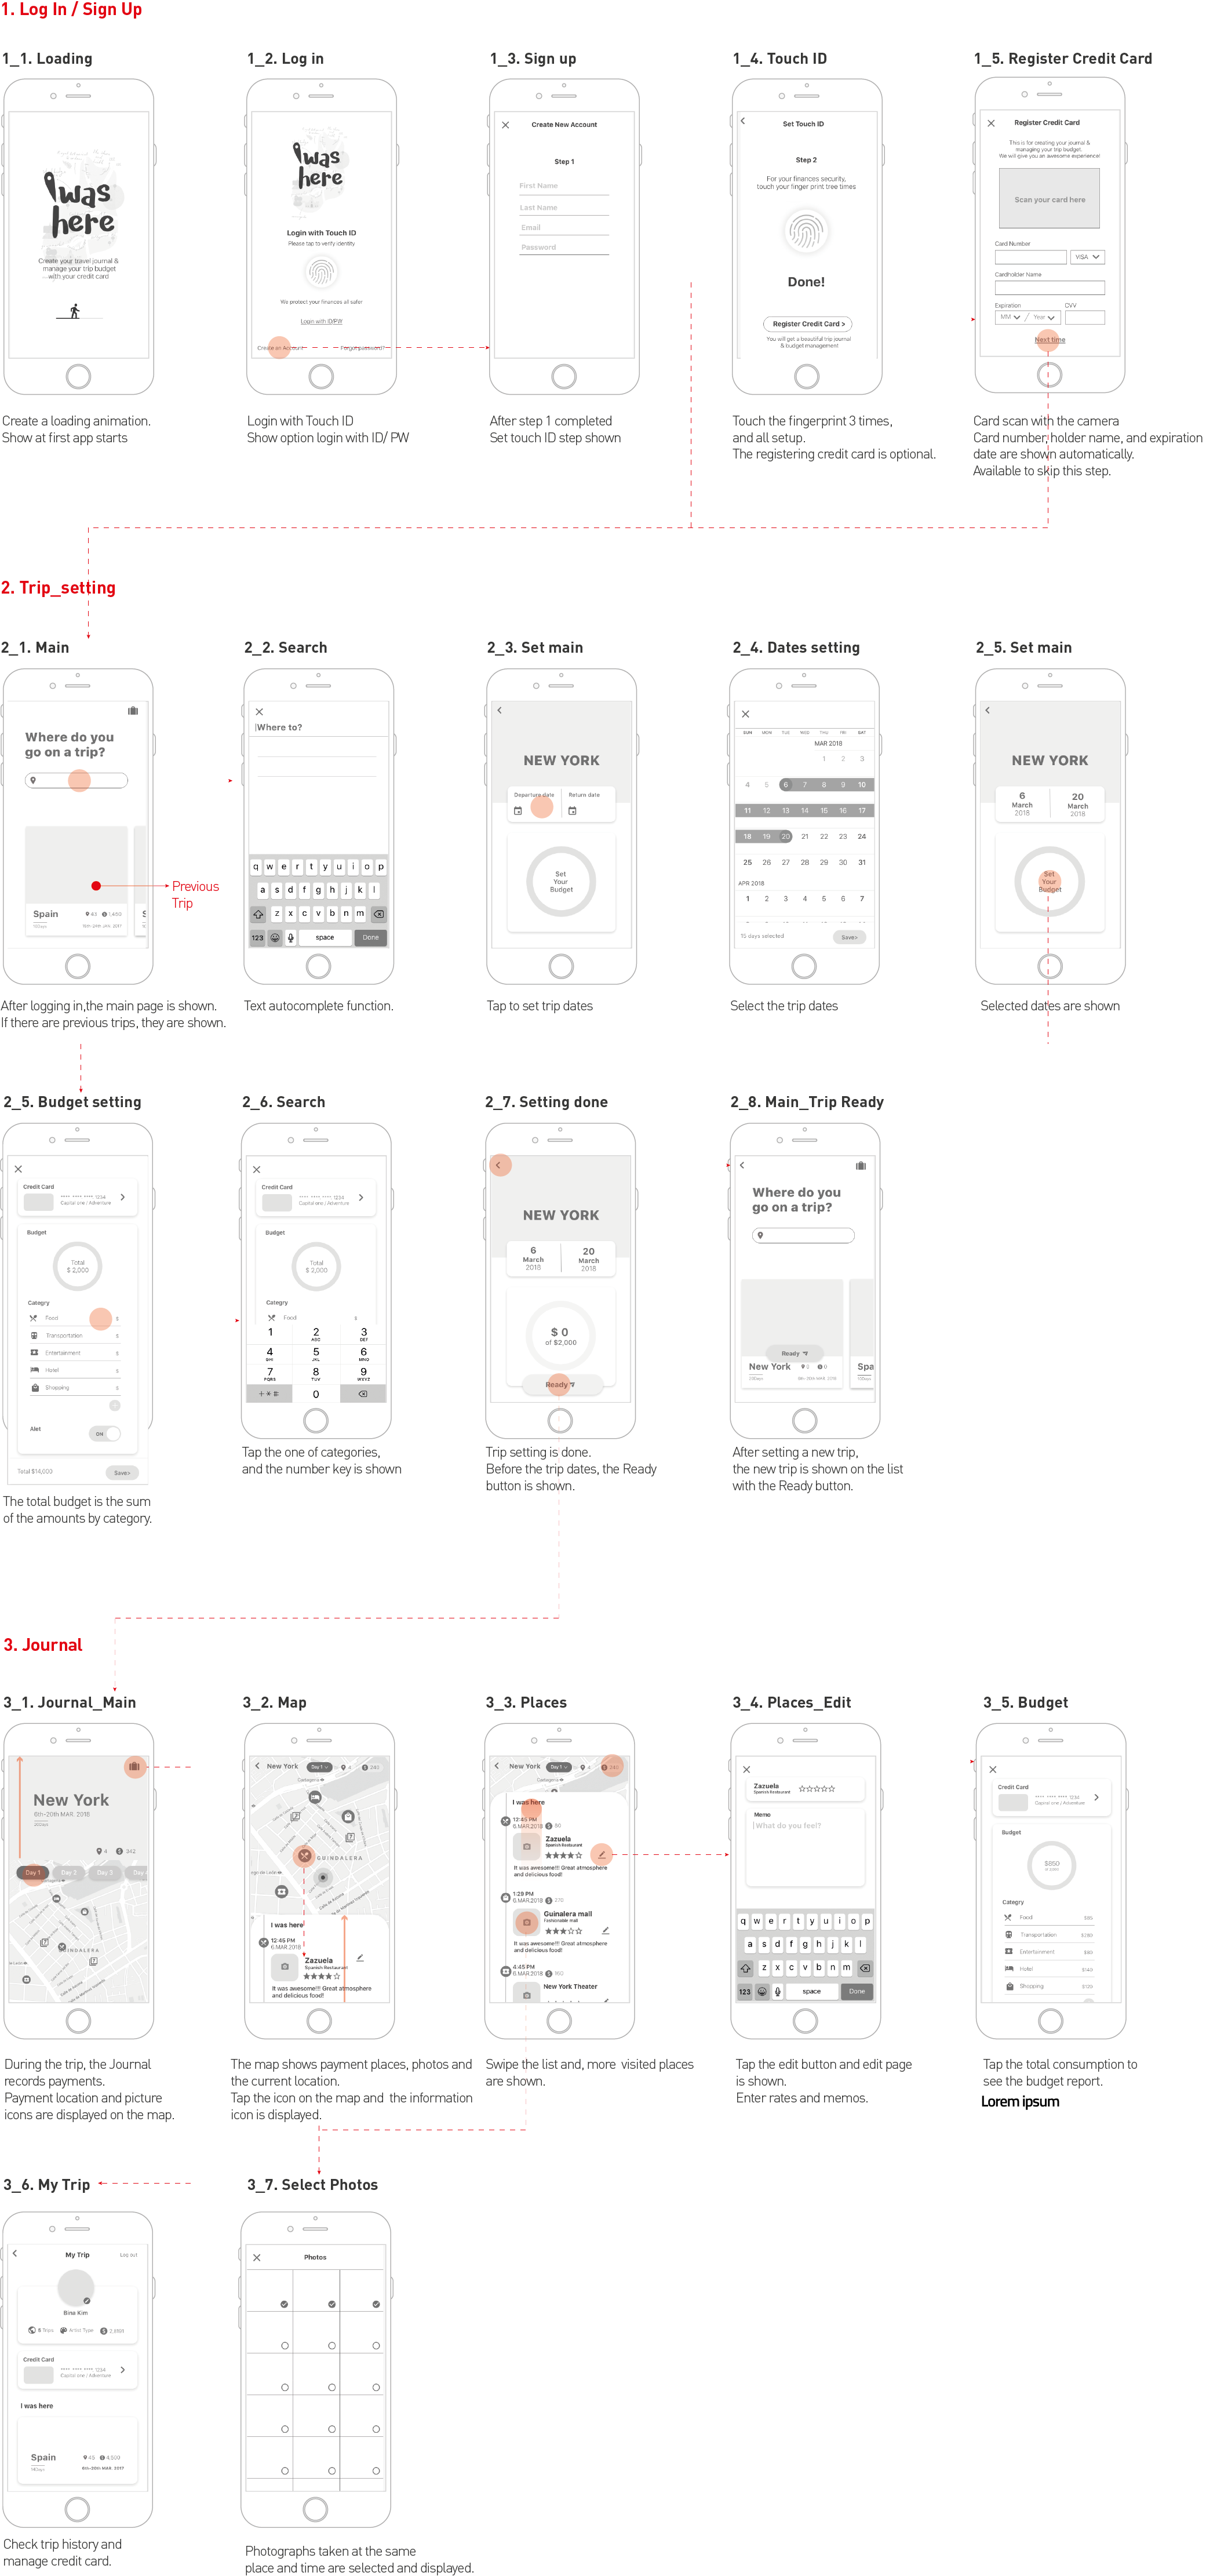 1. Log In / Sign Up
1_1. Loading
1_2. Log in
1_3. Sign up
1_4. Touch ID
1_5. Register Credit Card
I was
here
Create your travel journal &
manage your trip budget
with your credit card
I was
here
Login with Touch ID
Please tap to verify identity
We protect your finances all safer
Login with ID/PW
Create an Account
Forgot password?
Create New Account
Step 1
First Name
Last Name
Email
Password
Set Touch ID
Step 2
For your finances security,
touch your finger print tree times
Done!
Register Credit Card >
You will get a beautiful trip journal
& budget management
Register Credit Card
This is for creating your journal &
managing your trip budget.
We will give you an awesome experience!
Scan your card here
Card Number
VISA
Cardholder Name
Expiration
CVV
MM / Year
Next time
Create a loading animation.
Show at first app starts
Login with Touch ID
Show option login with ID/ PW
After step 1 completed
Set touch ID step shown
Touch the fingerprint 3 times,
and all setup.
The registering credit card is optional.
Card scan with the camera
Card number, holder name, and expiration
date are shown automatically.
Available to skip this step.
2. Trip_setting
2_1. Main
2_2. Search
2_3. Set main
2_4. Dates setting
2_5. Set main
Where do you
go on a trip?
Previous
Trip
Spain
43 1,450
Where to?
q w e r t y u i o p
a s d f g h j k l
z x c v b n m
123 space Done
NEW YORK
Departure date
Return date
Set
Your
Budget
SUN MON TUE WED THU FRI SAT
MAR 2018
1 2 3
4 5 6 7 8 9 10
11 12 13 14 15 16 17
18 19 20 21 22 23 24
25 26 27 28 29 30 31
APR 2018
1 2 3 4 5 6 7
15 days selected
Save>
NEW YORK
6 20
March March
2018 2018
Set
Your
Budget
After logging in,the main page is shown.
If there are previous trips, they are shown.
Text autocomplete function.
Tap to set trip dates
Select the trip dates
Selected dates are shown
2_5. Budget setting
2_6. Search
2_7. Setting done
2_8. Main_Trip Ready
Credit Card
**** **** **** 1234
Capital one / Adventure
Budget
Total
$ 2,000
Categry
Food $
Transportation $
Entertainment $
Hotel $
Shopping $
Alet
ON
Total $14,000
Save>
Credit Card
**** **** **** 1234
Capital one / Adventure
Budget
Total
$ 2,000
Categry
Food $
1 2 ABC 3 DEF
4 GHI 5 JKL 6 MNO
7 PQRS 8 TUV 9 WXYZ
+ * # 0
NEW YORK
6 20
March March
2018 2018
$ 0
of $2,000
Ready
Where do you
go on a trip?
Ready
New York
0 0
Spa
The total budget is the sum
of the amounts by category.
Tap the one of categories,
and the number key is shown
Trip setting is done.
Before the trip dates, the Ready
button is shown.
After setting a new trip,
the new trip is shown on the list
with the Ready button.
3. Journal
3_1. Journal_Main
3_2. Map
3_3. Places
3_4. Places_Edit
3_5. Budget
New York
6th-20th MAR. 2018
4 942
Day 1 Day 2 Day 3 Day
GUINDALERA
New York Day 1 4 240
Cartagena
GUINDALERA
I was here
12:45 PM
6.MAR.2018
Zazuela
Spanish Restaurant
It was awesome!!! Great atmosphere
and delicious food!
New York Day 1 4 240
Cartagena
I was here
12:45 PM
6.MAR.2018 90
Zazuela
Spanish Restaurant
It was awesome!!! Great atmosphere
and delicious food!
1:29 PM
6.MAR.2018 270
Guinalera mall
Fashionable mall
It was awesome!!! Great atmosphere
and delicious food!
4:45 PM
6.MAR.2018
New York Theater
Zazuela
Spanish Restaurant
Memo
What do you feel?
q w e r t y u i o p
a s d f g h j k l
z x c v b n m
123 space Done
Credit Card
**** **** **** 1234
Capital one / Adventure
Budget
$850
Categry
Food
Transportation
Entertainment
Hotel
Shopping
During the trip, the Journal
records payments.
Payment location and picture
icons are displayed on the map.
The map shows payment places, photos and
the current location.
Tap the icon on the map and the information
icon is displayed.
Swipe the list and, more visited places
are shown.
Tap the edit button and edit page
is shown.
Enter rates and memos.
Tap the total consumption to
see the budget report.
Lorem ipsum
3_6. My Trip
3_7. Select Photos
My Trip
Log out
Bina Kim
5 Trips Artist Type
Credit Card
**** **** **** 1234
Capital one / Adventure
I was here
Spain
45 4,500
6th-20th MAR. 2017
Photos
Check trip history and
manage credit card.
Photographs taken at the same
place and time are selected and displayed.